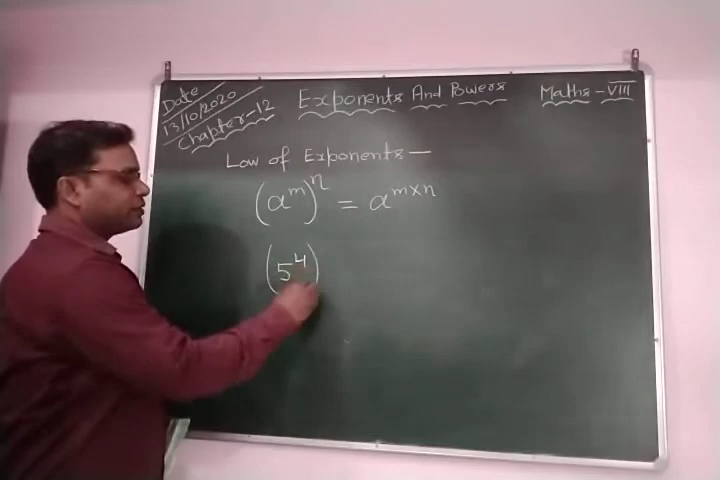 Date
13/10/2020
Chapter-12
Exponents And Powers
Maths - VIII
Law of Exponents —
(a^m)^n = a^{m×n}
(5^4)